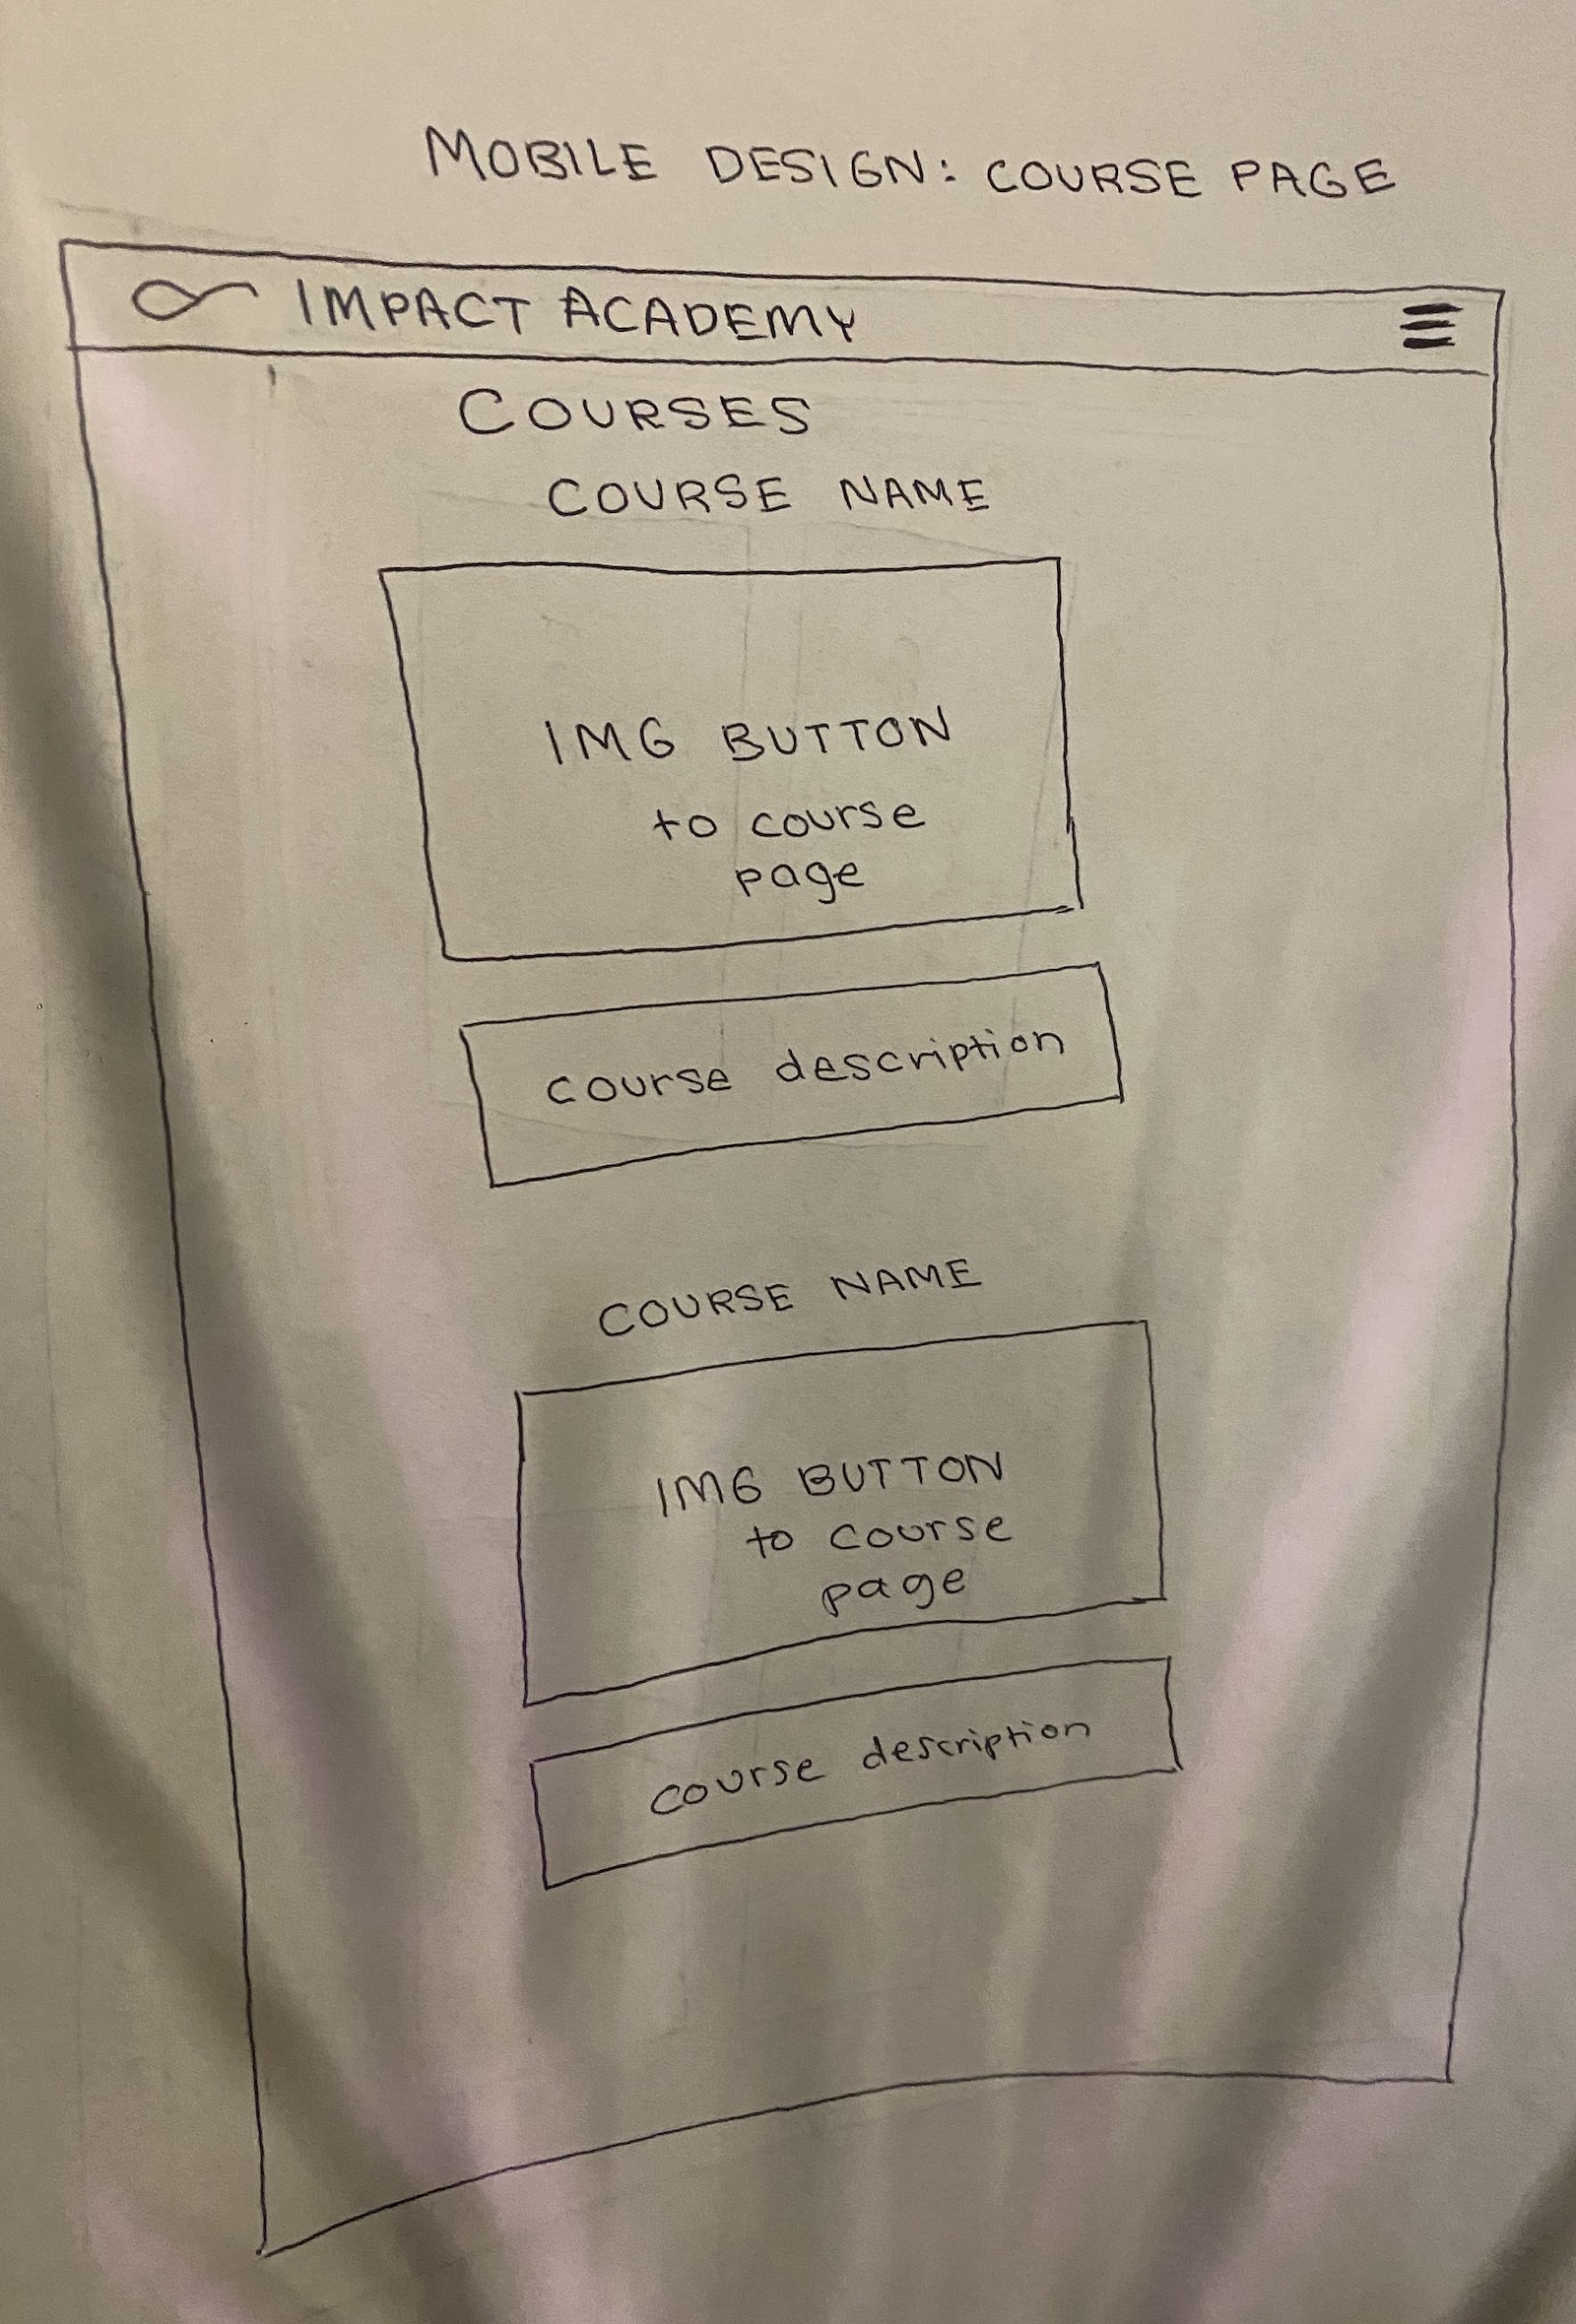 MOBILE DESIGN: COURSE PAGE
IMPACT ACADEMY
COURSES
COURSE NAME
IMG BUTTON
to course
page
course description
COURSE NAME
IMG BUTTON
to course
page
course description